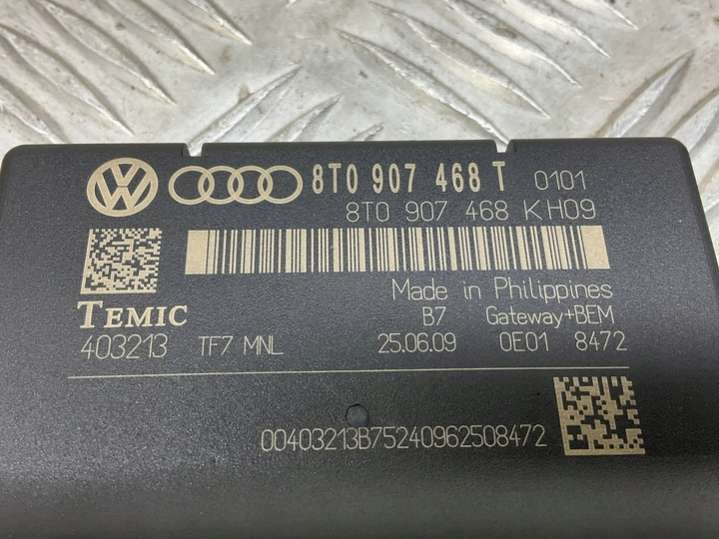 8T0 907 468 T 0101
8T0 907 468 K H09
Made in Philippines
TEMIC B7 Gateway+BEM
403213 TF7 MNL 25.06.09 0E01 8472
00403213B75240962508472